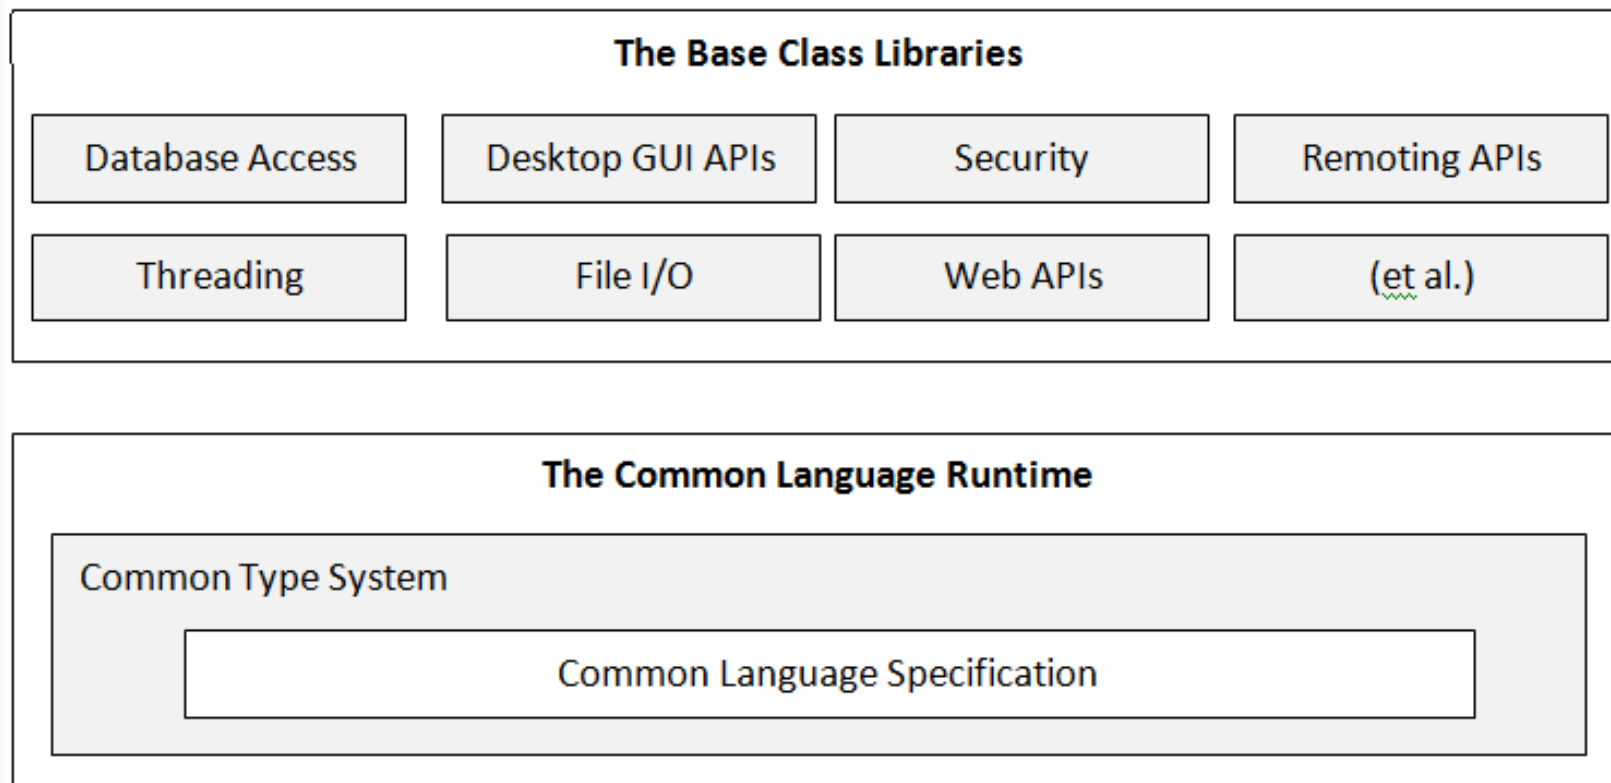 The Base Class Libraries
Database Access
Desktop GUI APIs
Security
Remoting APIs
Threading
File I/O
Web APIs
(et al.)
The Common Language Runtime
Common Type System
Common Language Specification